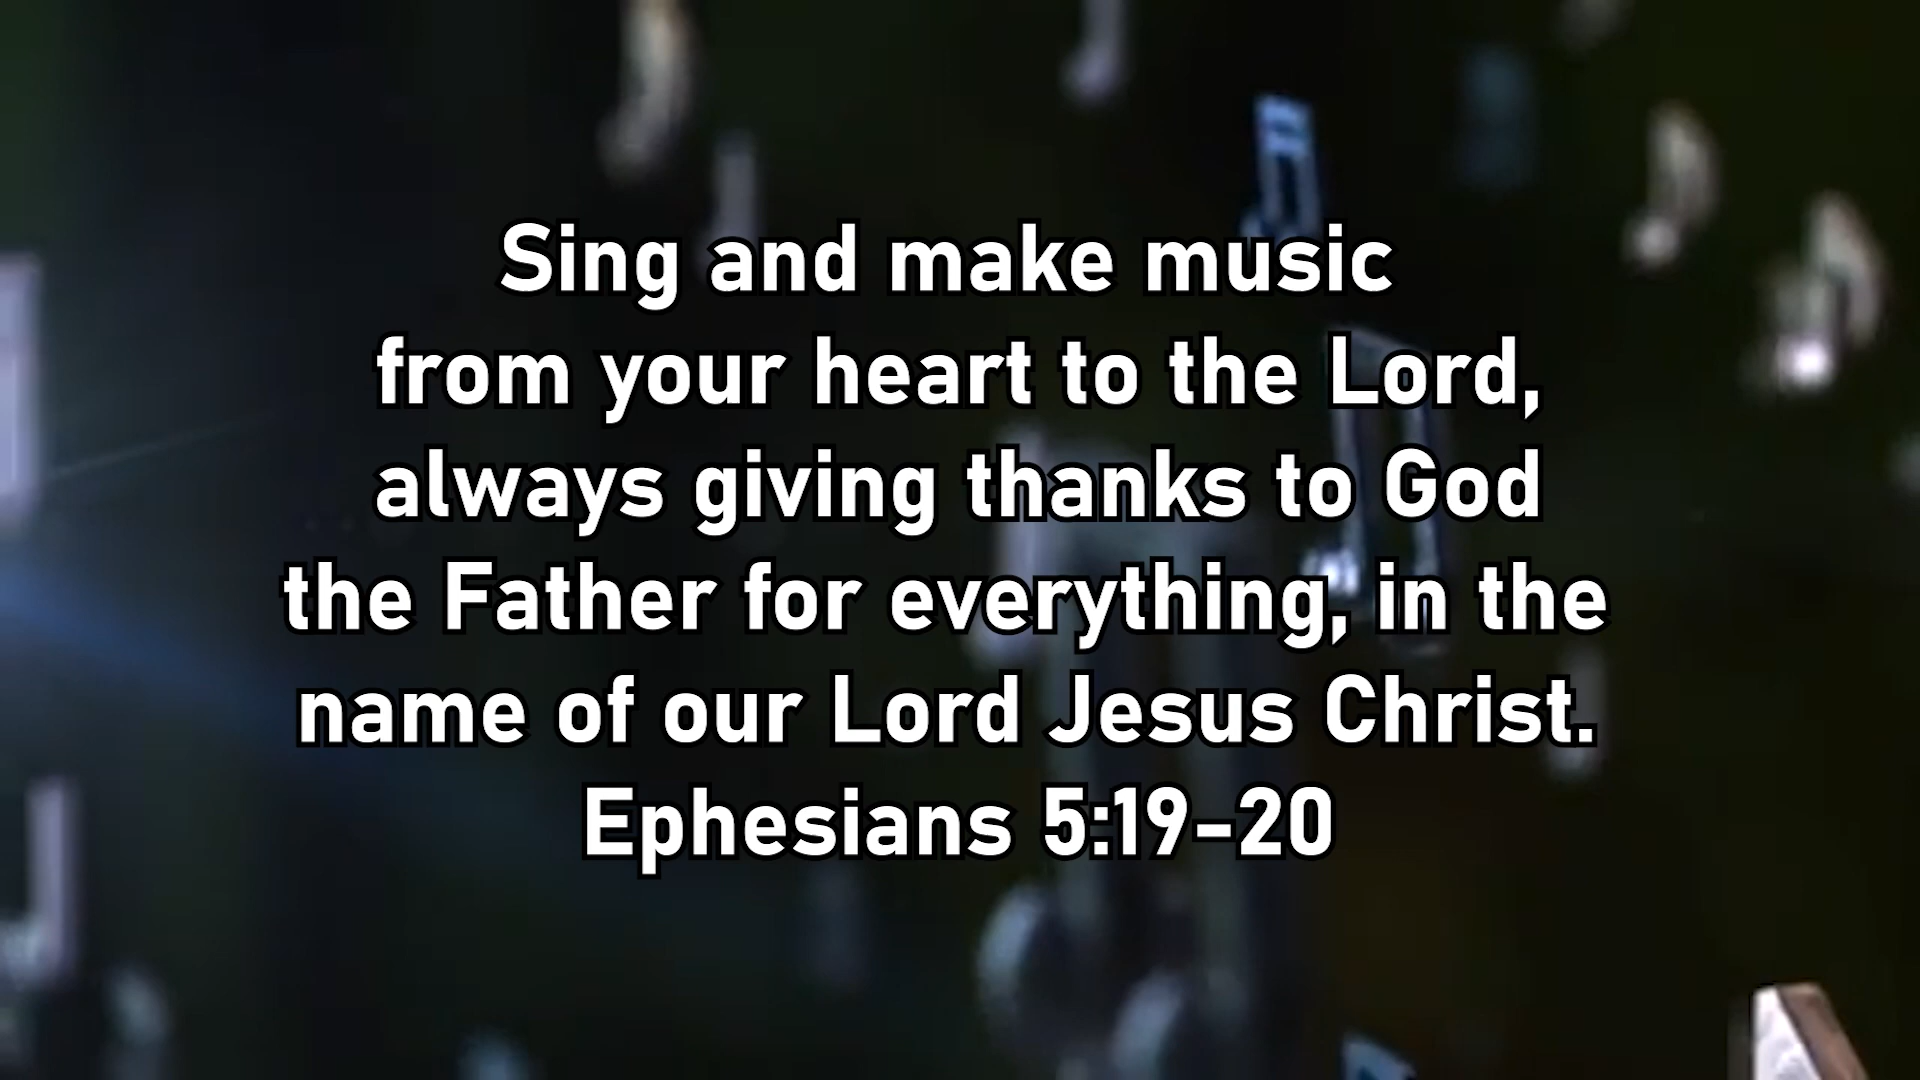 Sing and make music
from your heart to the Lord,
always giving thanks to God
the Father for everything, in the
name of our Lord Jesus Christ.
Ephesians 5:19-20